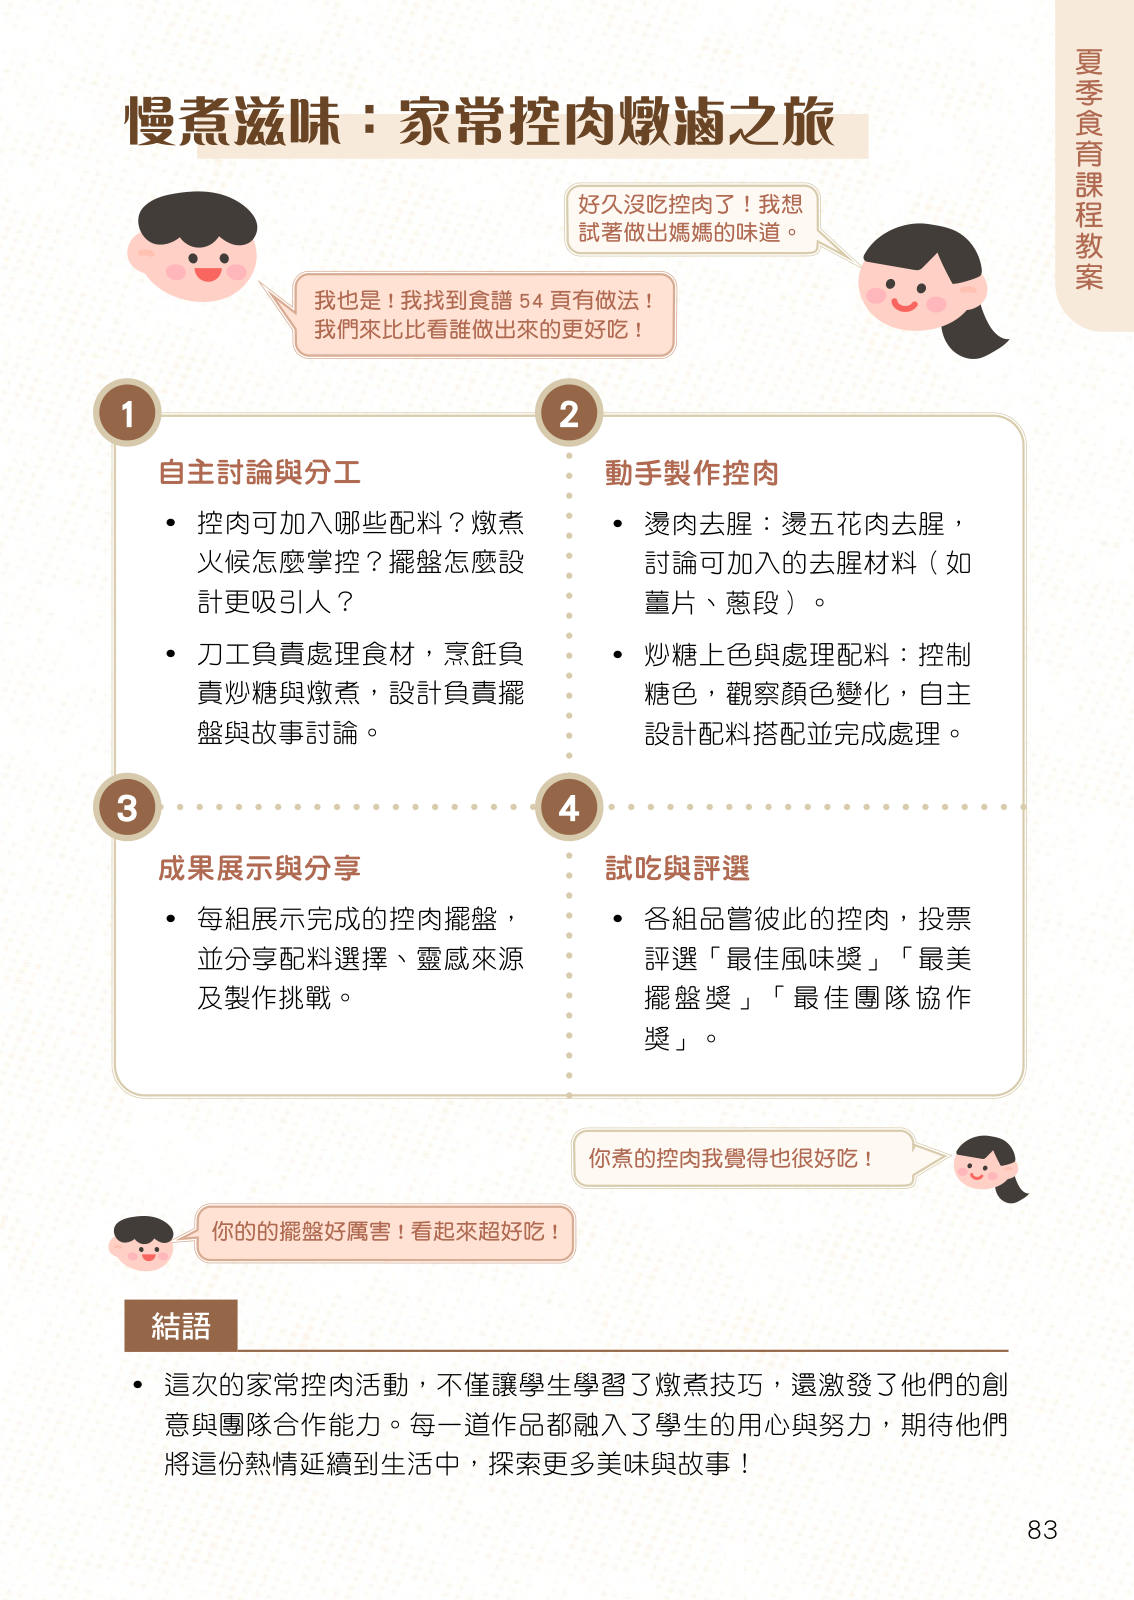 夏季食育課程教案
慢煮滋味：家常控肉燉滷之旅
好久沒吃控肉了！我想
試著做出媽媽的味道。
我也是！我找到食譜 54 頁有做法！
我們來比比看誰做出來的更好吃！
1
自主討論與分工
• 控肉可加入哪些配料？燉煮
火候怎麼掌控？擺盤怎麼設
計更吸引人？
• 刀工負責處理食材，烹飪負
責炒糖與燉煮，設計負責擺
盤與故事討論。
2
動手製作控肉
• 燙肉去腥：燙五花肉去腥，
討論可加入的去腥材料（如
薑片、蔥段）。
• 炒糖上色與處理配料：控制
糖色，觀察顏色變化，自主
設計配料搭配並完成處理。
3
成果展示與分享
• 每組展示完成的控肉擺盤，
並分享配料選擇、靈感來源
及製作挑戰。
4
試吃與評選
• 各組品嘗彼此的控肉，投票
評選「最佳風味獎」「最美
擺盤獎」「最佳團隊協作
獎」。
你煮的控肉我覺得也很好吃！
你的的擺盤好厲害！看起來超好吃！
結語
• 這次的家常控肉活動，不僅讓學生學習了燉煮技巧，還激發了他們的創
意與團隊合作能力。每一道作品都融入了學生的用心與努力，期待他們
將這份熱情延續到生活中，探索更多美味與故事！
83